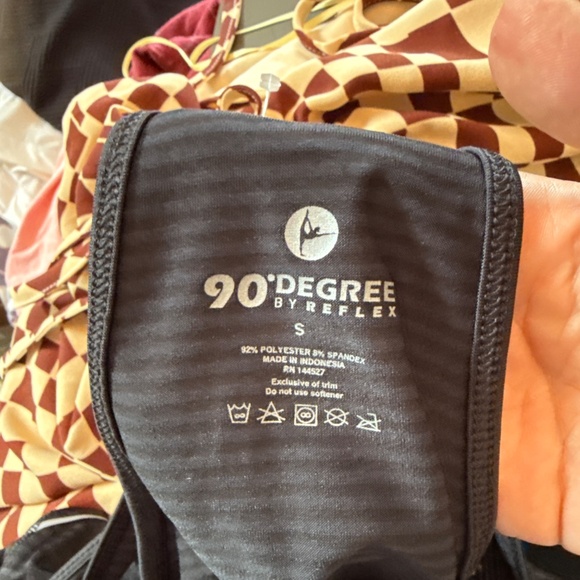 90° DEGREE
BY REFLEX
S
92% POLYESTER 8% SPANDEX
MADE IN INDONESIA
RN 144527
Exclusive of trim
Do not use softener